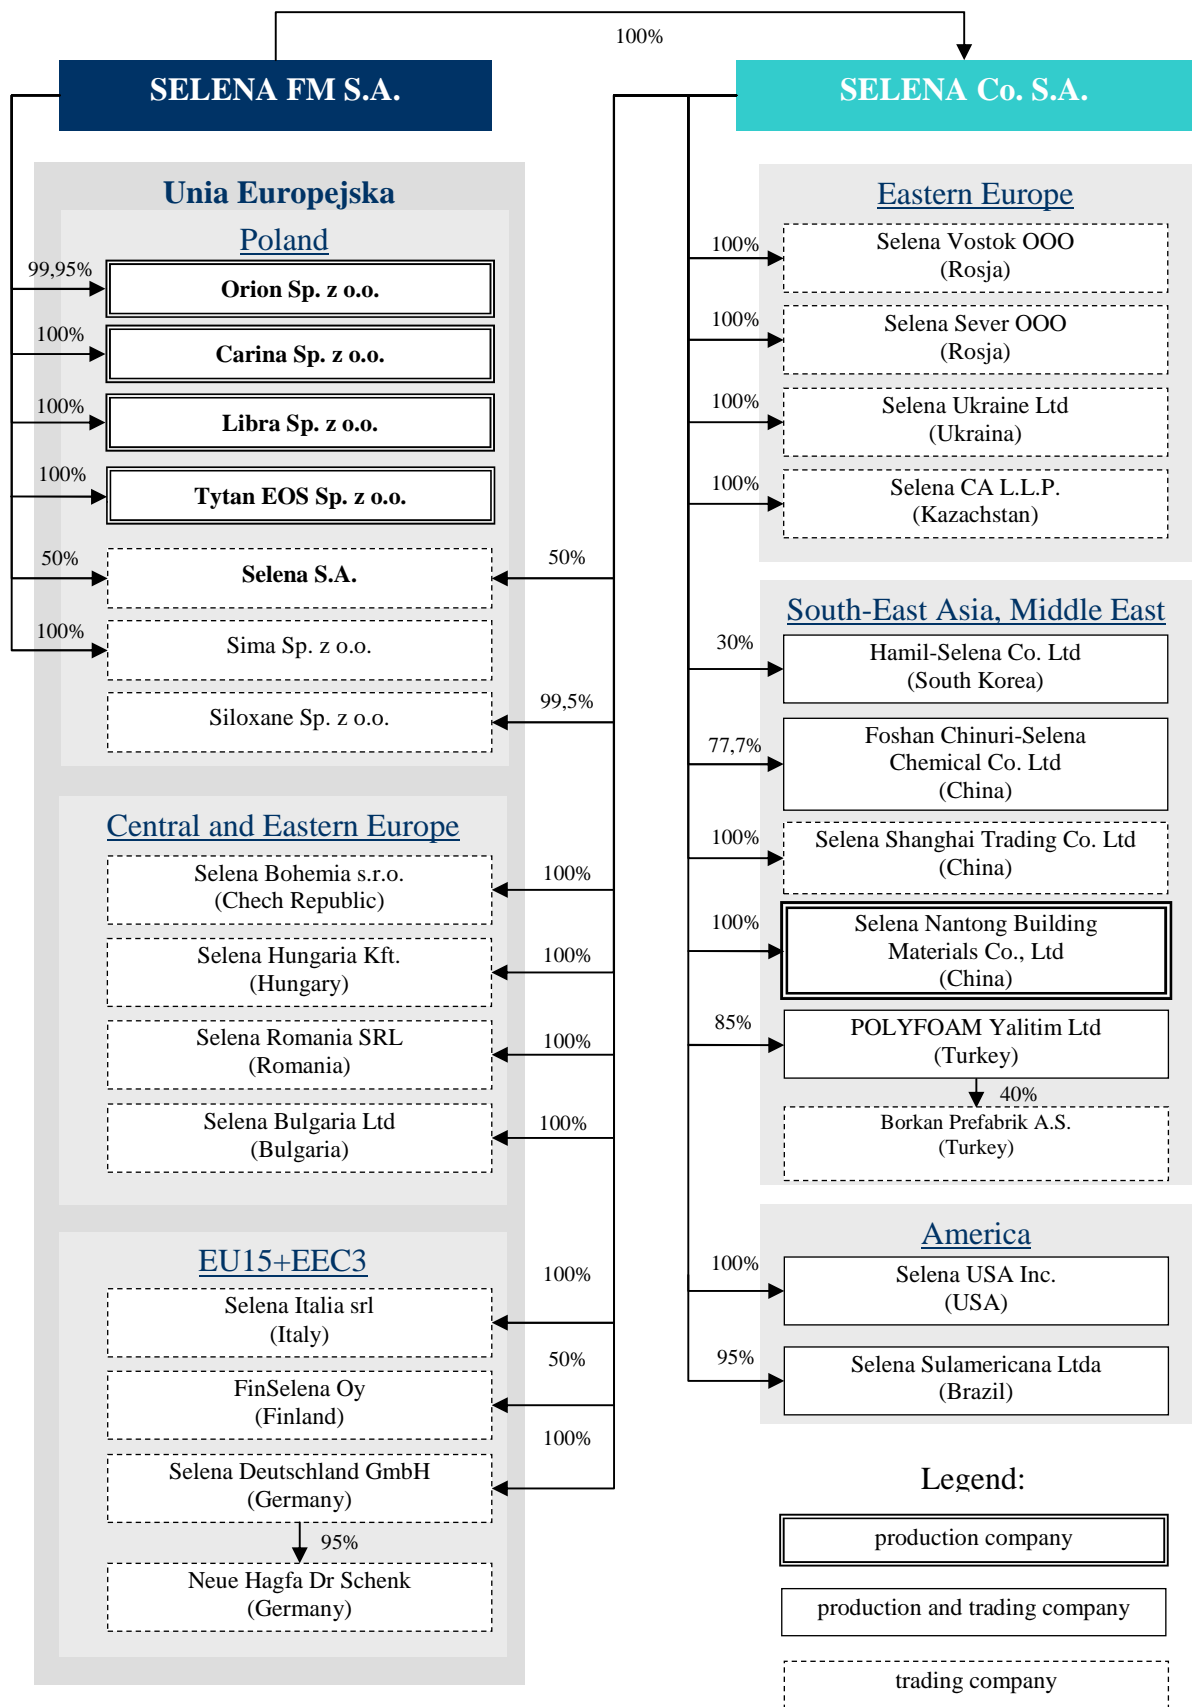 100%
SELENA FM S.A.
SELENA Co. S.A.
Unia Europejska
Poland
99,95%
Orion Sp. z o.o.
100%
Carina Sp. z o.o.
100%
Libra Sp. z o.o.
100%
Tytan EOS Sp. z o.o.
50%
Selena S.A.
50%
100%
Sima Sp. z o.o.
Siloxane Sp. z o.o.
99,5%
Central and Eastern Europe
Selena Bohemia s.r.o.
(Chech Republic)
100%
Selena Hungaria Kft.
(Hungary)
100%
Selena Romania SRL
(Romania)
100%
Selena Bulgaria Ltd
(Bulgaria)
100%
EU15+EEC3
100%
Selena Italia srl
(Italy)
50%
FinSelena Oy
(Finland)
100%
Selena Deutschland GmbH
(Germany)
95%
Neue Hagfa Dr Schenk
(Germany)
Eastern Europe
100%
Selena Vostok OOO
(Rosja)
100%
Selena Sever OOO
(Rosja)
100%
Selena Ukraine Ltd
(Ukraina)
100%
Selena CA L.L.P.
(Kazachstan)
South-East Asia, Middle East
30%
Hamil-Selena Co. Ltd
(South Korea)
77,7%
Foshan Chinuri-Selena
Chemical Co. Ltd
(China)
100%
Selena Shanghai Trading Co. Ltd
(China)
100%
Selena Nantong Building
Materials Co., Ltd
(China)
85%
POLYFOAM Yalitim Ltd
(Turkey)
40%
Borkan Prefabrik A.S.
(Turkey)
America
100%
Selena USA Inc.
(USA)
95%
Selena Sulamericana Ltda
(Brazil)
Legend:
production company
production and trading company
trading company